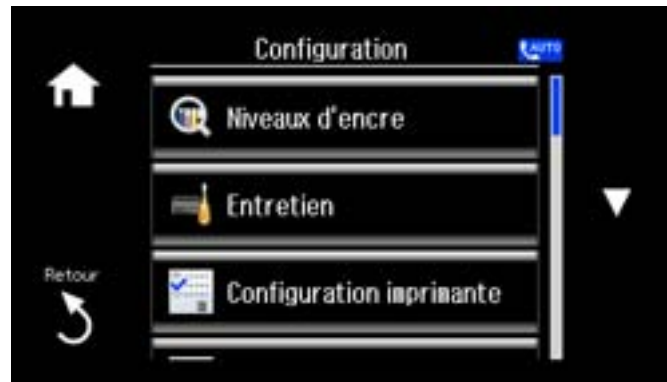 Configuration
AUTO
Niveaux d'encre
Entretien
Retour
Configuration imprimante